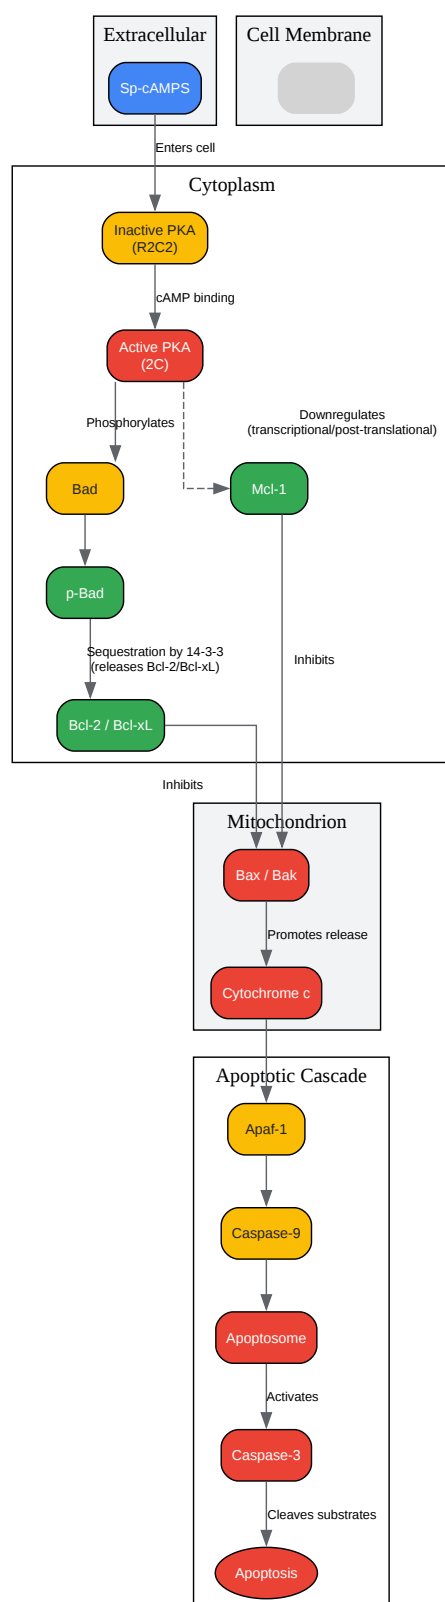 Extracellular
Cell Membrane
Sp-cAMPS
Enters cell
Cytoplasm
Inactive PKA
(R2C2)
cAMP binding
Active PKA
(2C)
Phosphorylates
Downregulates
(transcriptional/post-translational)
Bad
Mcl-1
p-Bad
Sequestration by 14-3-3
(releases Bcl-2/Bcl-xL)
Inhibits
Bcl-2 / Bcl-xL
Inhibits
Mitochondrion
Bax / Bak
Promotes release
Cytochrome c
Apoptotic Cascade
Apaf-1
Caspase-9
Apoptosome
Activates
Caspase-3
Cleaves substrates
Apoptosis